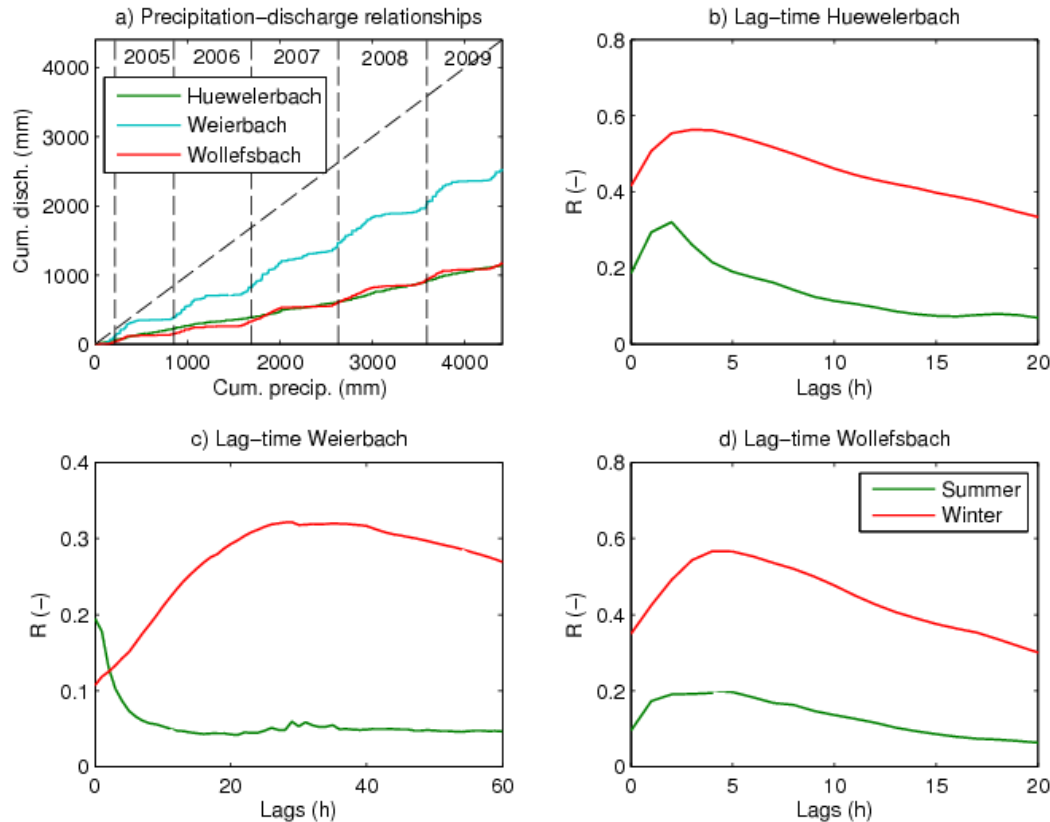 a) Precipitation−discharge relationships
4000
3000
2000
1000
0
Cum. disch. (mm)
2005
2006
2007
2008
2009
Huewelerbach
Weierbach
Wollefsbach
0
1000
2000
3000
4000
Cum. precip. (mm)
b) Lag−time Huewelerbach
0.8
0.6
0.4
0.2
0
R (−)
0
5
10
15
20
Lags (h)
c) Lag−time Weierbach
0.4
0.3
0.2
0.1
0
R (−)
0
20
40
60
Lags (h)
d) Lag−time Wollefsbach
0.8
0.6
0.4
0.2
0
R (−)
Summer
Winter
0
5
10
15
20
Lags (h)